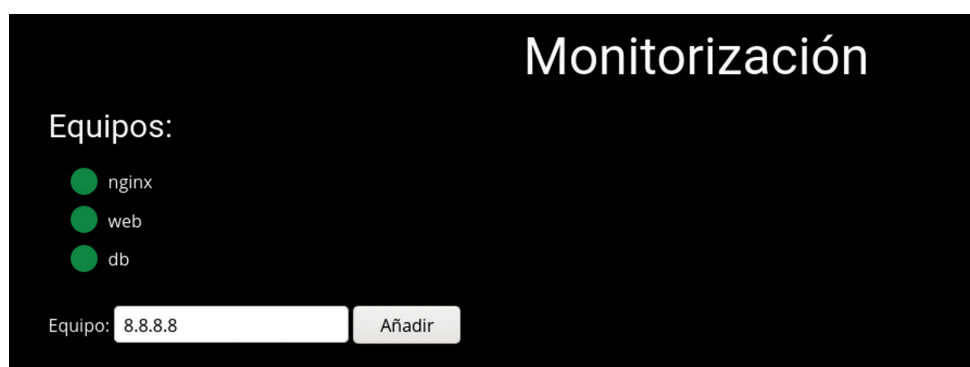 Monitorización
Equipos:
nginx
web
db
Equipo: 8.8.8.8 Añadir